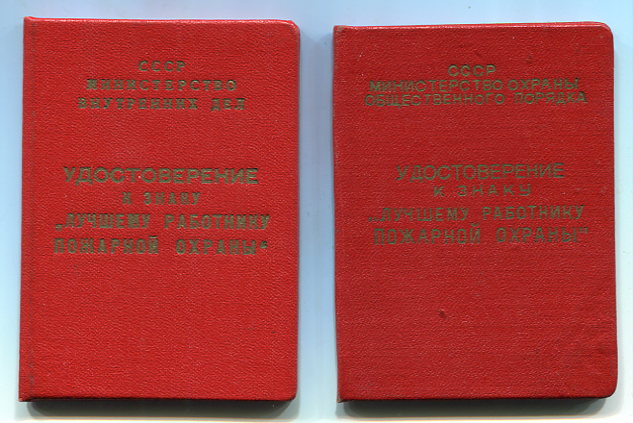 СССР
МИНИСТЕРСТВО
ВНУТРЕННИХ ДЕЛ
УДОСТОВЕРЕНИЕ
К ЗНАКУ
„ЛУЧШЕМУ РАБОТНИКУ
ПОЖАРНОЙ ОХРАНЫ"
СССР
МИНИСТЕРСТВО ОХРАНЫ
ОБЩЕСТВЕННОГО ПОРЯДКА
УДОСТОВЕРЕНИЕ
К ЗНАКУ
„ЛУЧШЕМУ РАБОТНИКУ
ПОЖАРНОЙ ОХРАНЫ"